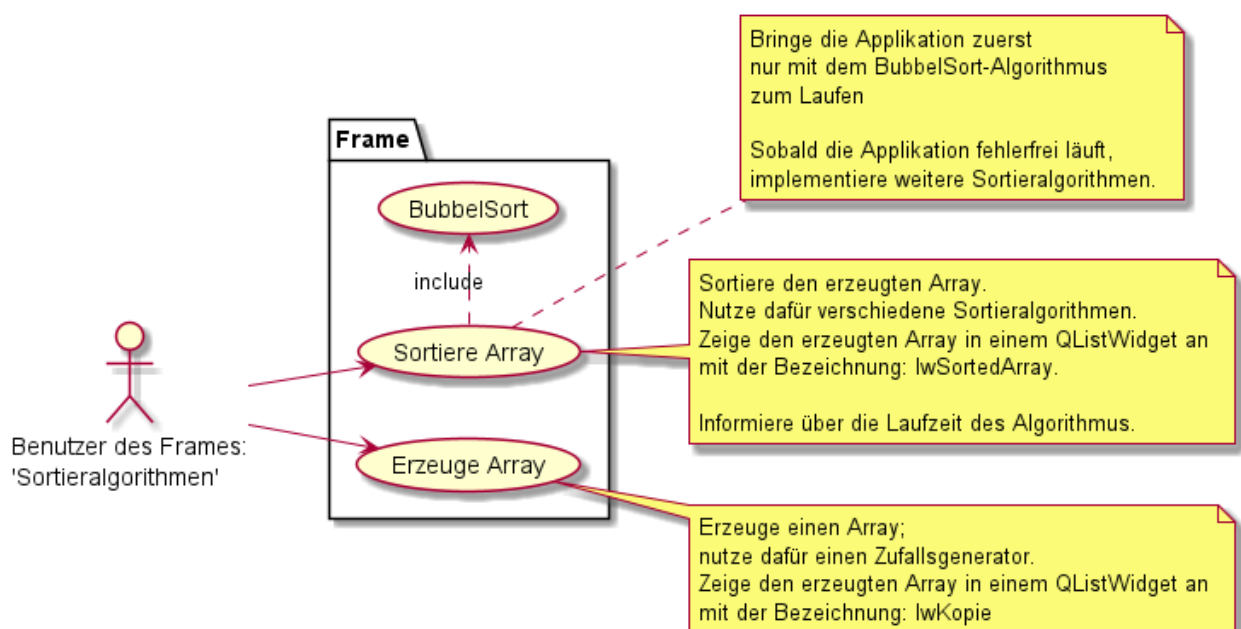 Bringe die Applikation zuerst
nur mit dem BubbelSort-Algorithmus
zum Laufen
Sobald die Applikation fehlerfrei läuft,
implementiere weitere Sortieralgorithmen.
Frame
BubbelSort
include
Sortiere Array
Erzeuge Array
Benutzer des Frames:
'Sortieralgorithmen'
Sortiere den erzeugten Array.
Nutze dafür verschiedene Sortieralgorithmen.
Zeige den erzeugten Array in einem QListWidget an
mit der Bezeichnung: lwSortedArray.
Informiere über die Laufzeit des Algorithmus.
Erzeuge einen Array;
nutze dafür einen Zufallsgenerator.
Zeige den erzeugten Array in einem QListWidget an
mit der Bezeichnung: lwKopie